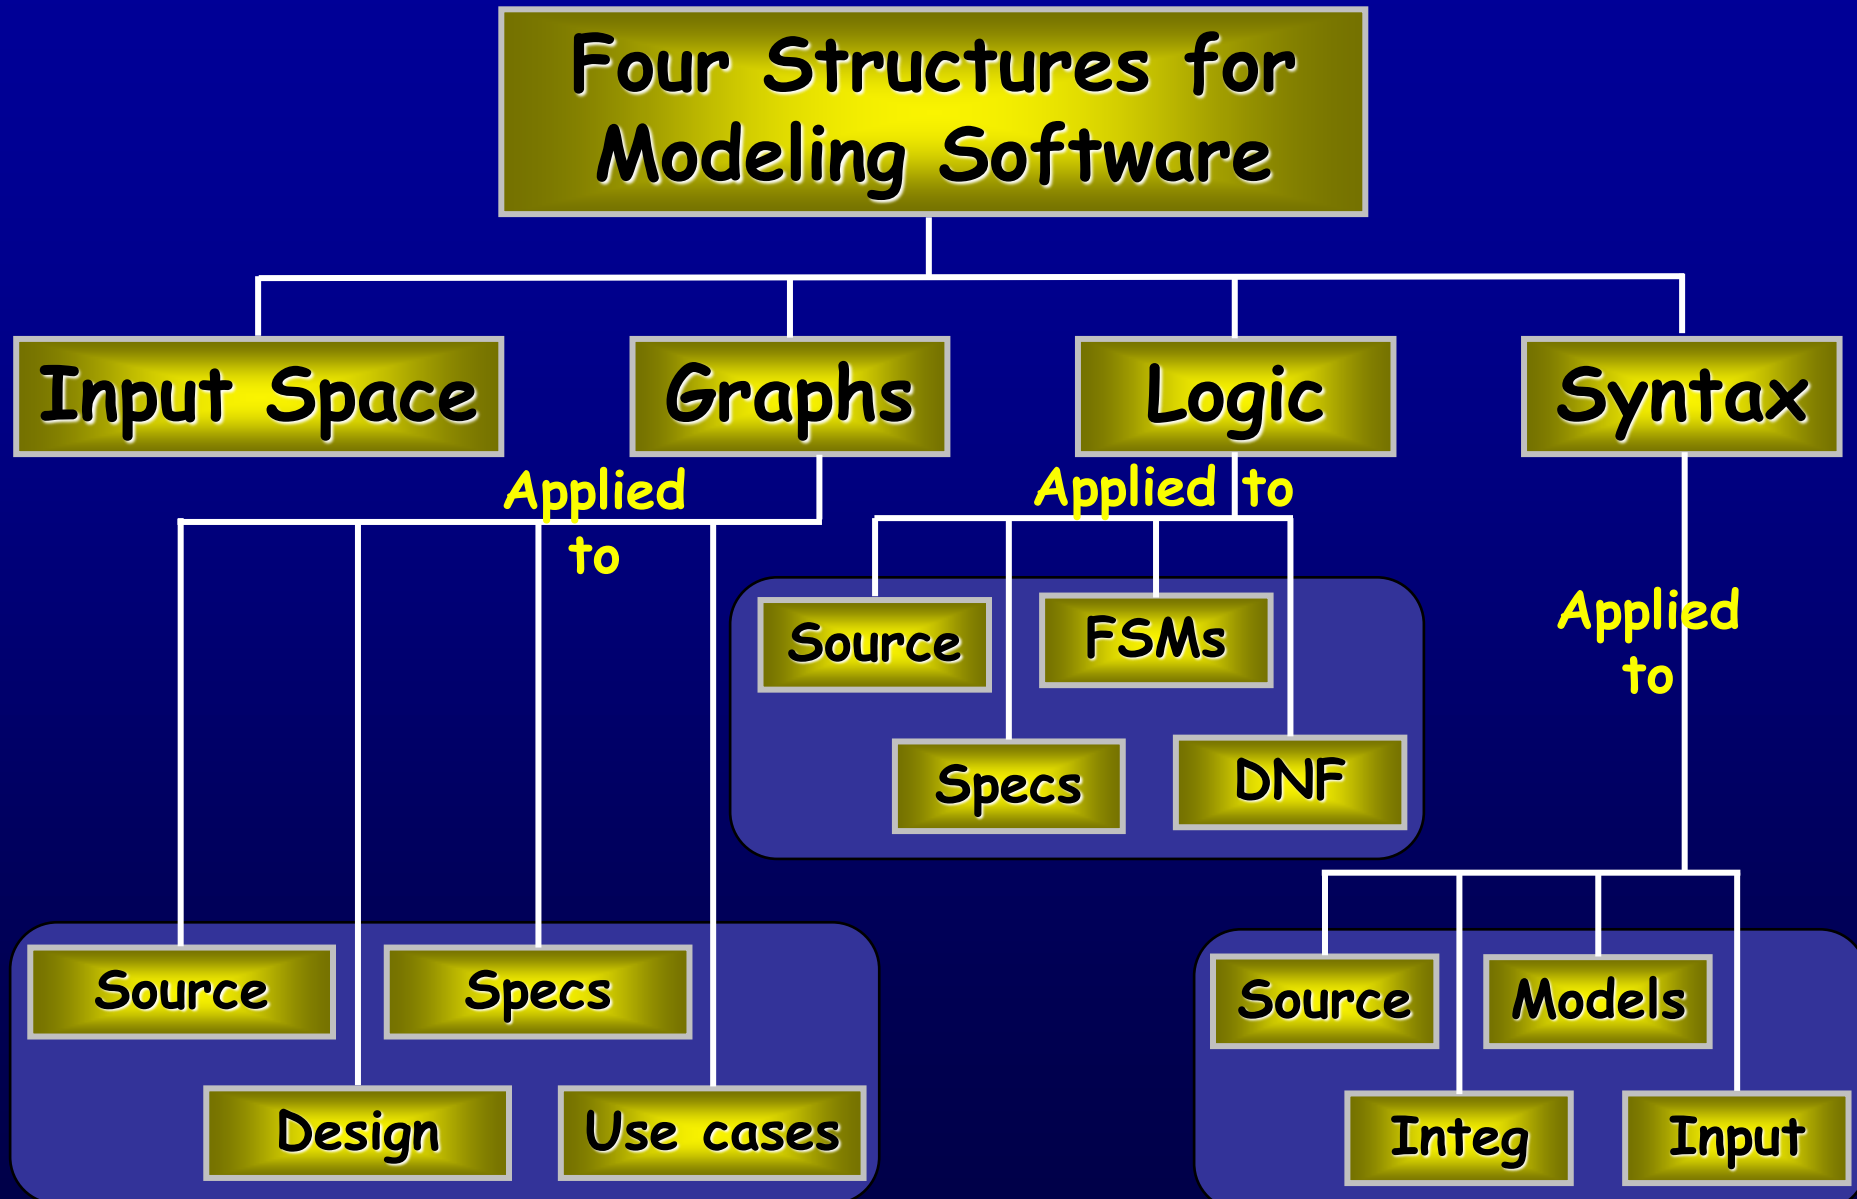 Four Structures for
Modeling Software
Input Space
Graphs
Logic
Syntax
Applied
to
Applied to
Applied
to
Source
FSMs
Specs
DNF
Source
Specs
Design
Use cases
Source
Models
Integ
Input